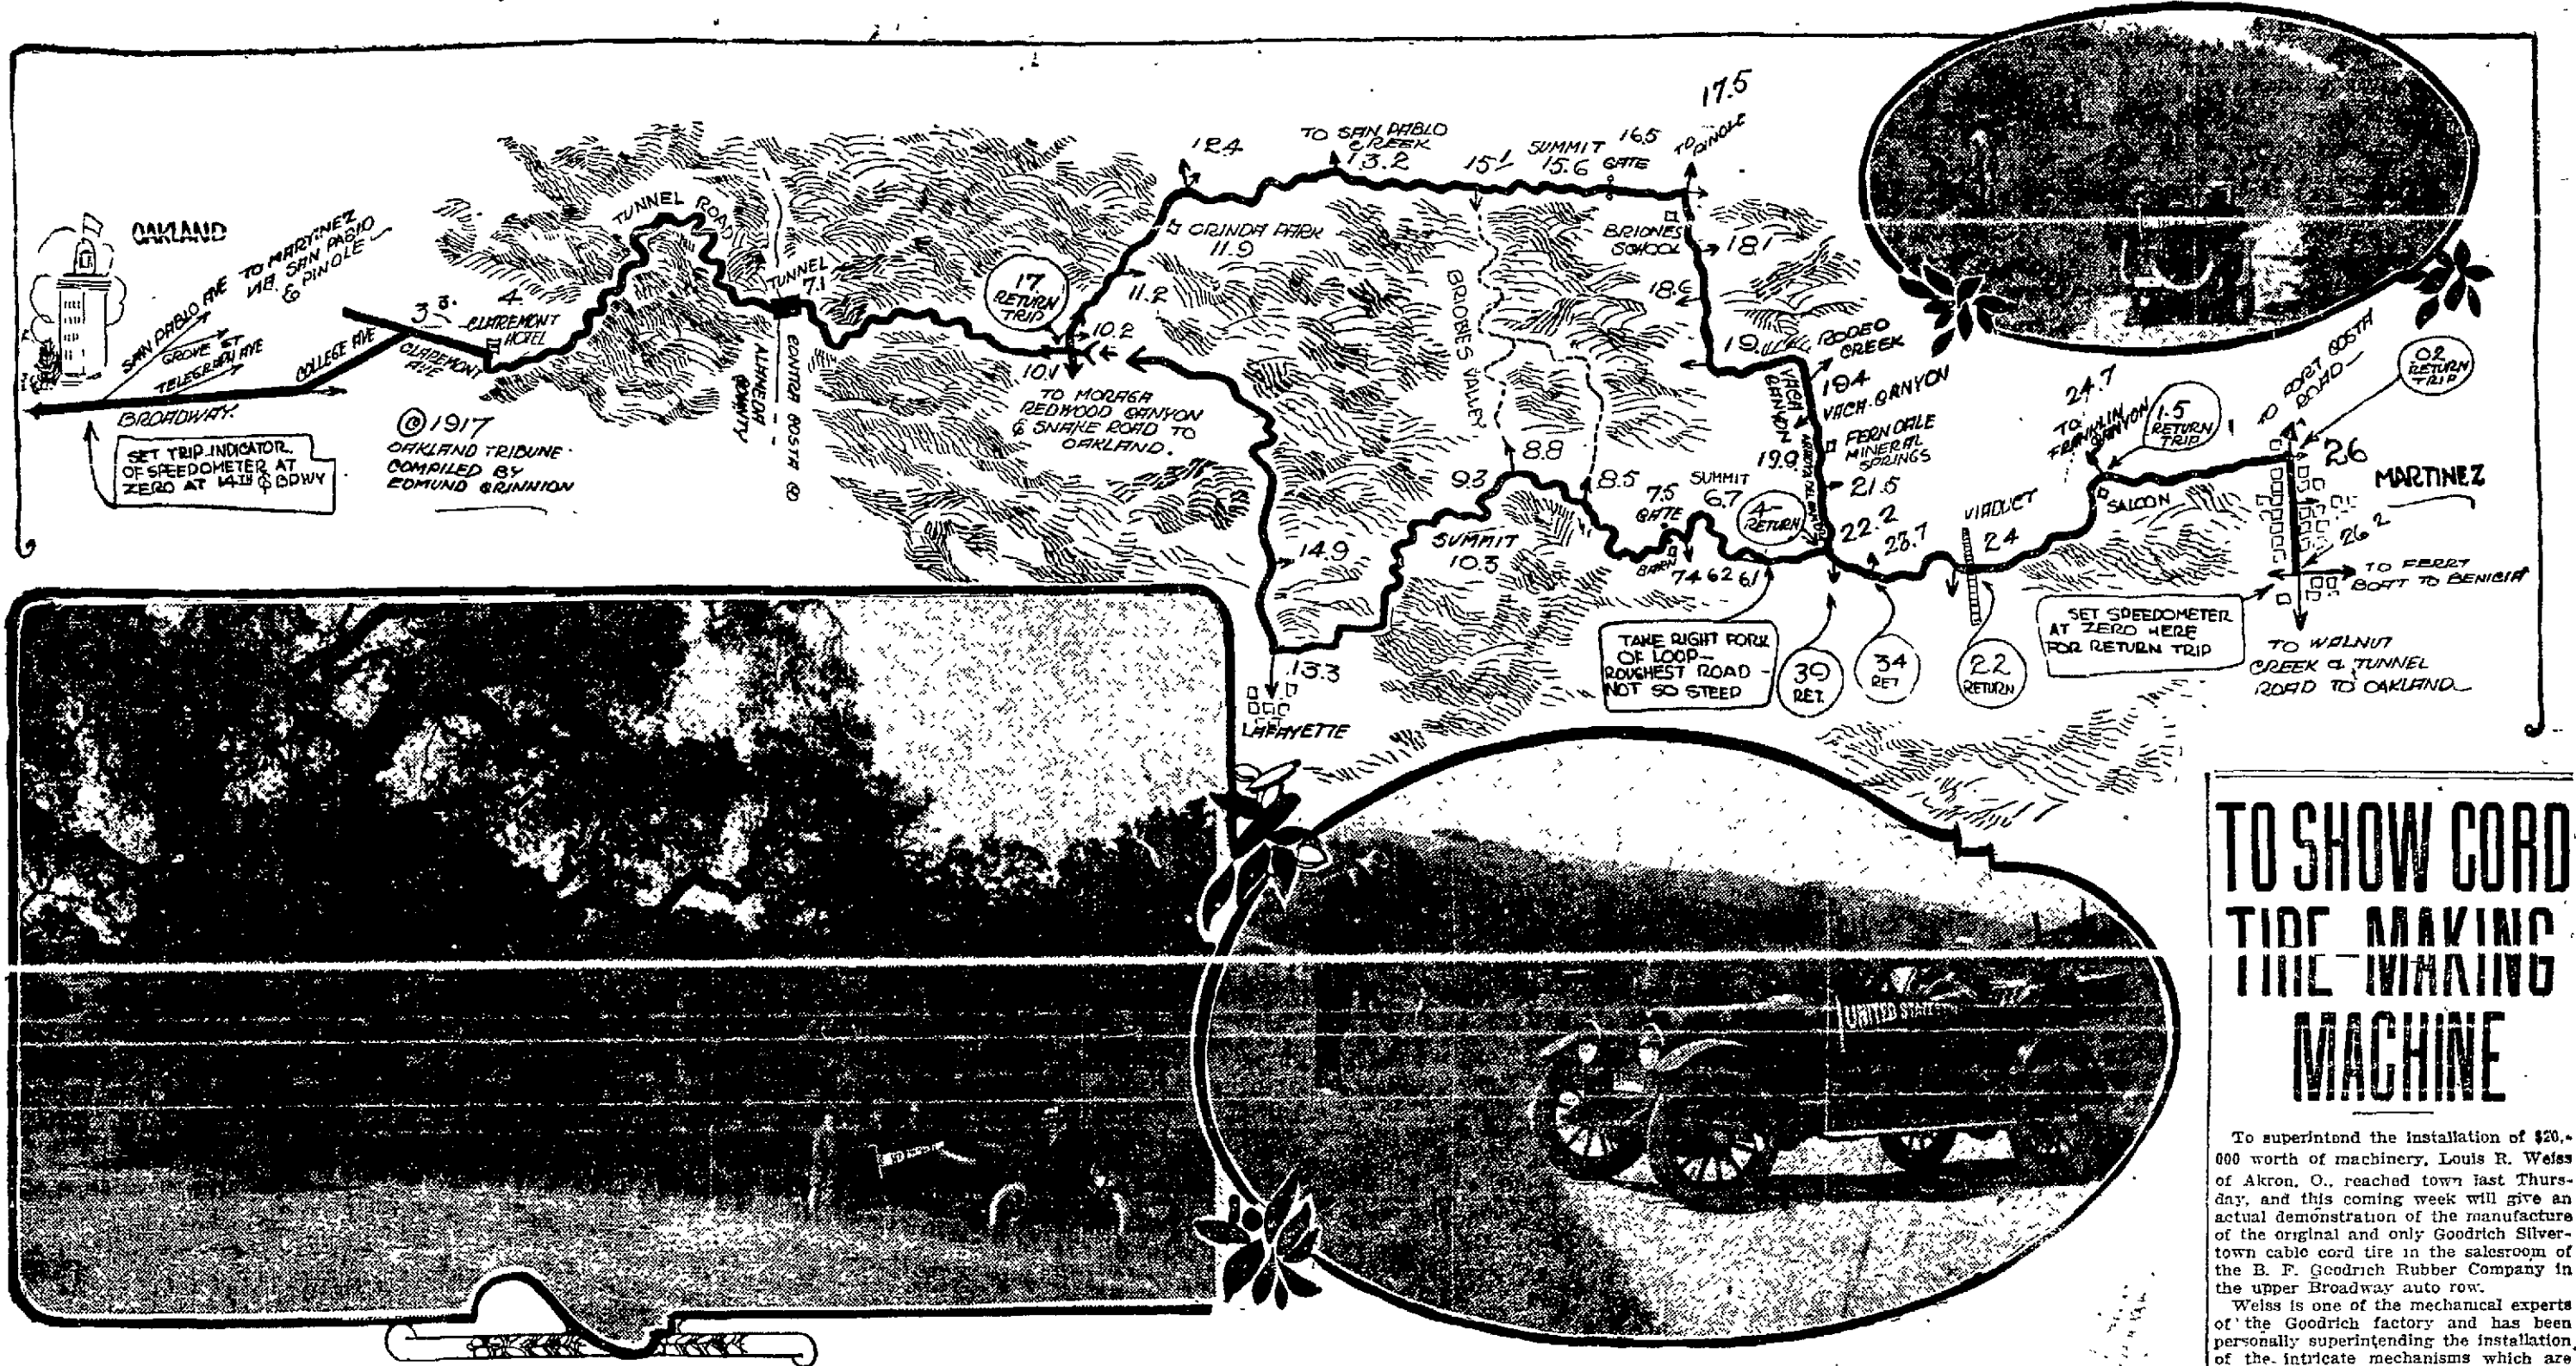 OAKLAND
SAN PABLO AVE TO MARTINEZ
VIA SAN PABLO
& PINOLE
GROVE ST
TELEGRAPH AVE
COLLEGE AVE
BROADWAY.
SET TRIP INDICATOR
OF SPEEDOMETER AT
ZERO AT 14TH & BDWY
© 1917
OAKLAND TRIBUNE
COMPILED BY
EDMUND CRINNION
3.3
CLAREMONT
AVE
4
CLAREMONT
HOTEL
TUNNEL ROAD
TUNNEL
7.1
ALAMEDA
COUNTY
CONTRA COSTA CO
17
RETURN
TRIP
10.2
10.1
TO MORAGA
REDWOOD CANYON
& SNAKE ROAD TO
OAKLAND.
11.2
ORINDA PARK
11.9
12.4
TO SAN PABLO
CREEK
13.2
15.1
SUMMIT
15.6
16.5
GATE
17.5
TO PINOLE
BRIONES
SCHOOL
18.1
18.6
19
RODEO
CREEK
19.4
VACA CANYON
VACA
CANYON
FERNDALE
MINERAL
SPRINGS
19.9
21.5
22.2
23.7
BRIONES VALLEY
8.8
9.3
8.5
7.5
GATE
SUMMIT
6.7
4
RETURN
BARN
7.4 6.2 6.1
SUMMIT
10.3
14.9
13.3
LAFAYETTE
TAKE RIGHT FORK
OF LOOP—
ROUGHEST ROAD
NOT SO STEEP
39
RET.
34
RET
2.2
RETURN
VIADUCT
24
24.7
TO
FRANKLIN
CANYON
1.5
RETURN
TRIP
SALOON
TO PORT COSTA
ROAD
02
RETURN
TRIP
26
MARTINEZ
26.2
TO FERRY
BOAT TO BENICIA
SET SPEEDOMETER
AT ZERO HERE
FOR RETURN TRIP
TO WALNUT
CREEK & TUNNEL
ROAD TO OAKLAND
UNITED STATES
TO SHOW CORD
TIRE-MAKING
MACHINE
To superintend the installation of $20,-
000 worth of machinery, Louis R. Weiss
of Akron, O., reached town last Thurs-
day, and this coming week will give an
actual demonstration of the manufacture
of the original and only Goodrich Silver-
town cable cord tire in the salesroom of
the B. F. Goodrich Rubber Company in
the upper Broadway auto row.
Weiss is one of the mechanical experts
of the Goodrich factory and has been
personally superintending the installation
of the intricate mechanisms which are